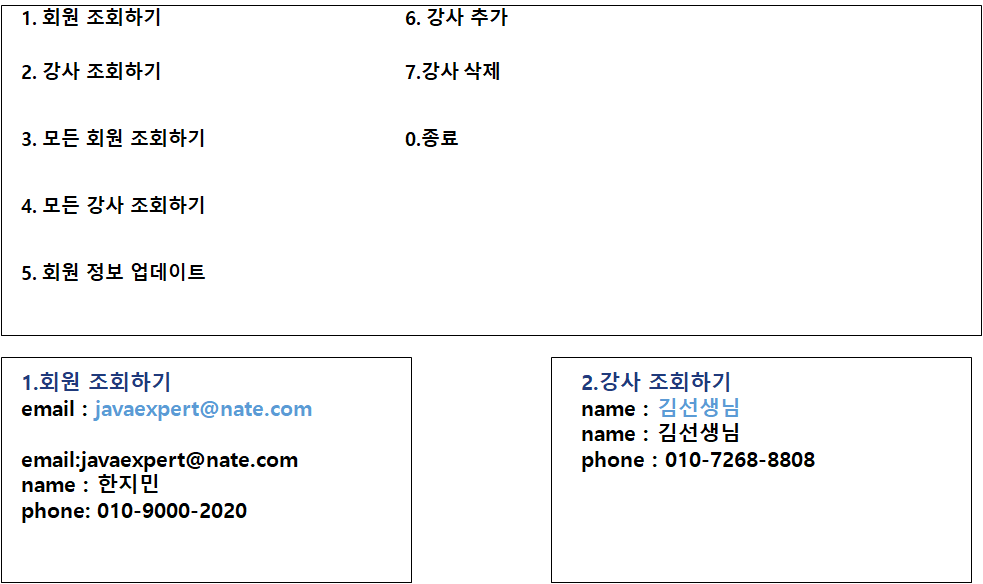 1. 회원 조회하기
2. 강사 조회하기
3. 모든 회원 조회하기
4. 모든 강사 조회하기
5. 회원 정보 업데이트
6. 강사 추가
7.강사 삭제
0.종료
1.회원 조회하기
email : javaexpert@nate.com
email:javaexpert@nate.com
name : 한지민
phone: 010-9000-2020
2.강사 조회하기
name : 김선생님
name : 김선생님
phone : 010-7268-8808